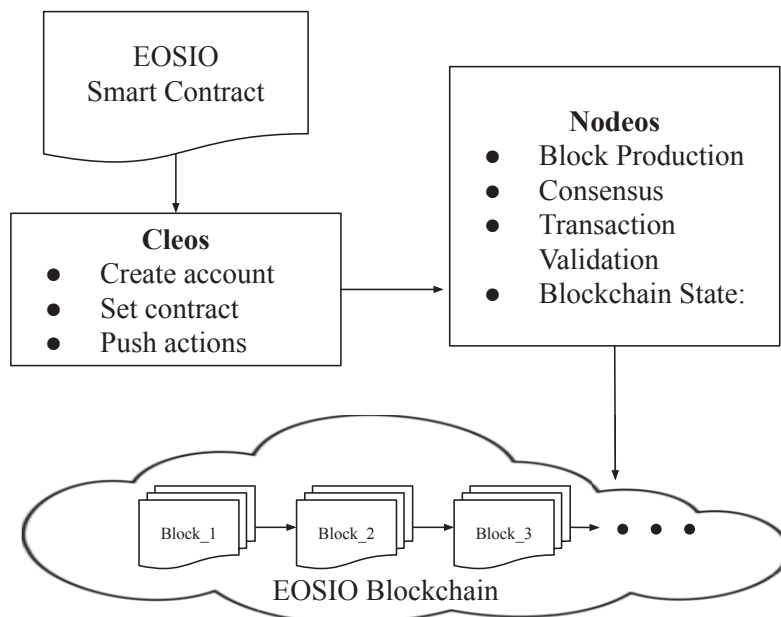 EOSIO
Smart Contract
Nodeos
● Block Production
● Consensus
● Transaction
Validation
● Blockchain State:
Cleos
● Create account
● Set contract
● Push actions
Block_1
Block_2
Block_3
● ● ●
EOSIO Blockchain